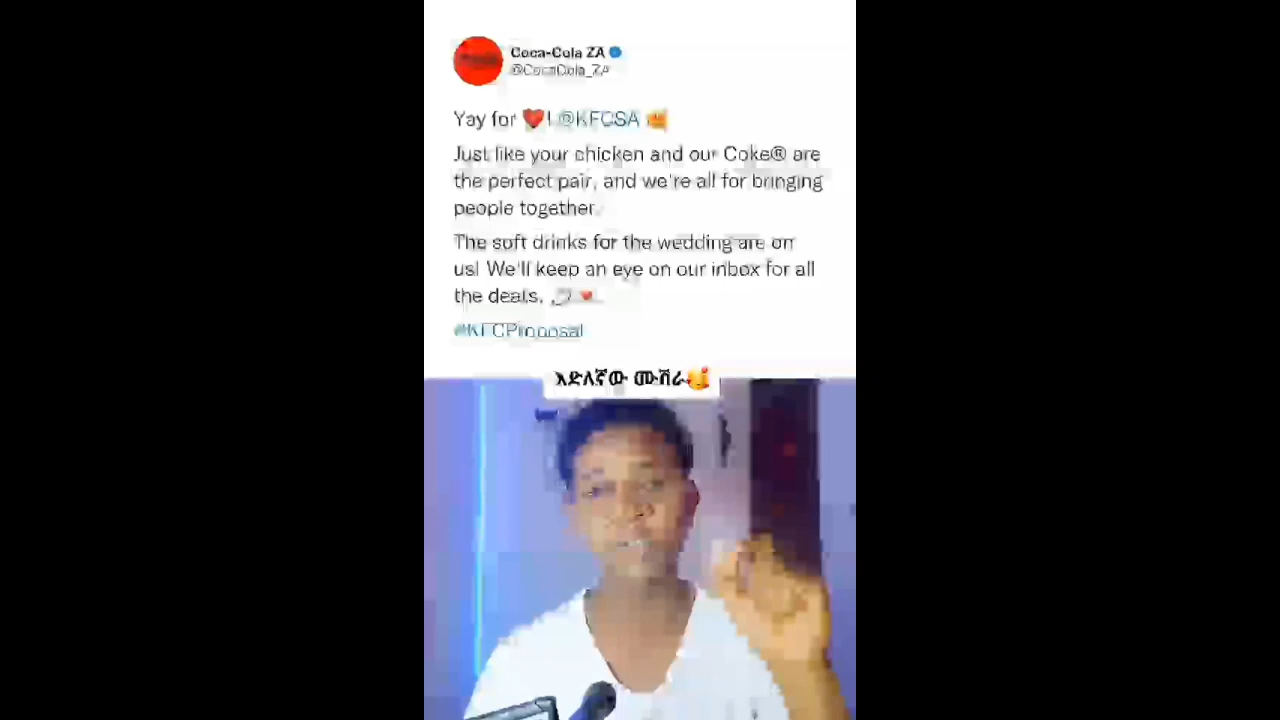 Coca-Cola ZA
@CocaCola_ZA
Yay for ❤️! @KFCSA
Just like your chicken and our Coke® are
the perfect pair, and we're all for bringing
people together.
The soft drinks for the wedding are on
us! We'll keep an eye on our inbox for all
the deats.
#KFCProposal
እድለኛው ሙሽራ🥰